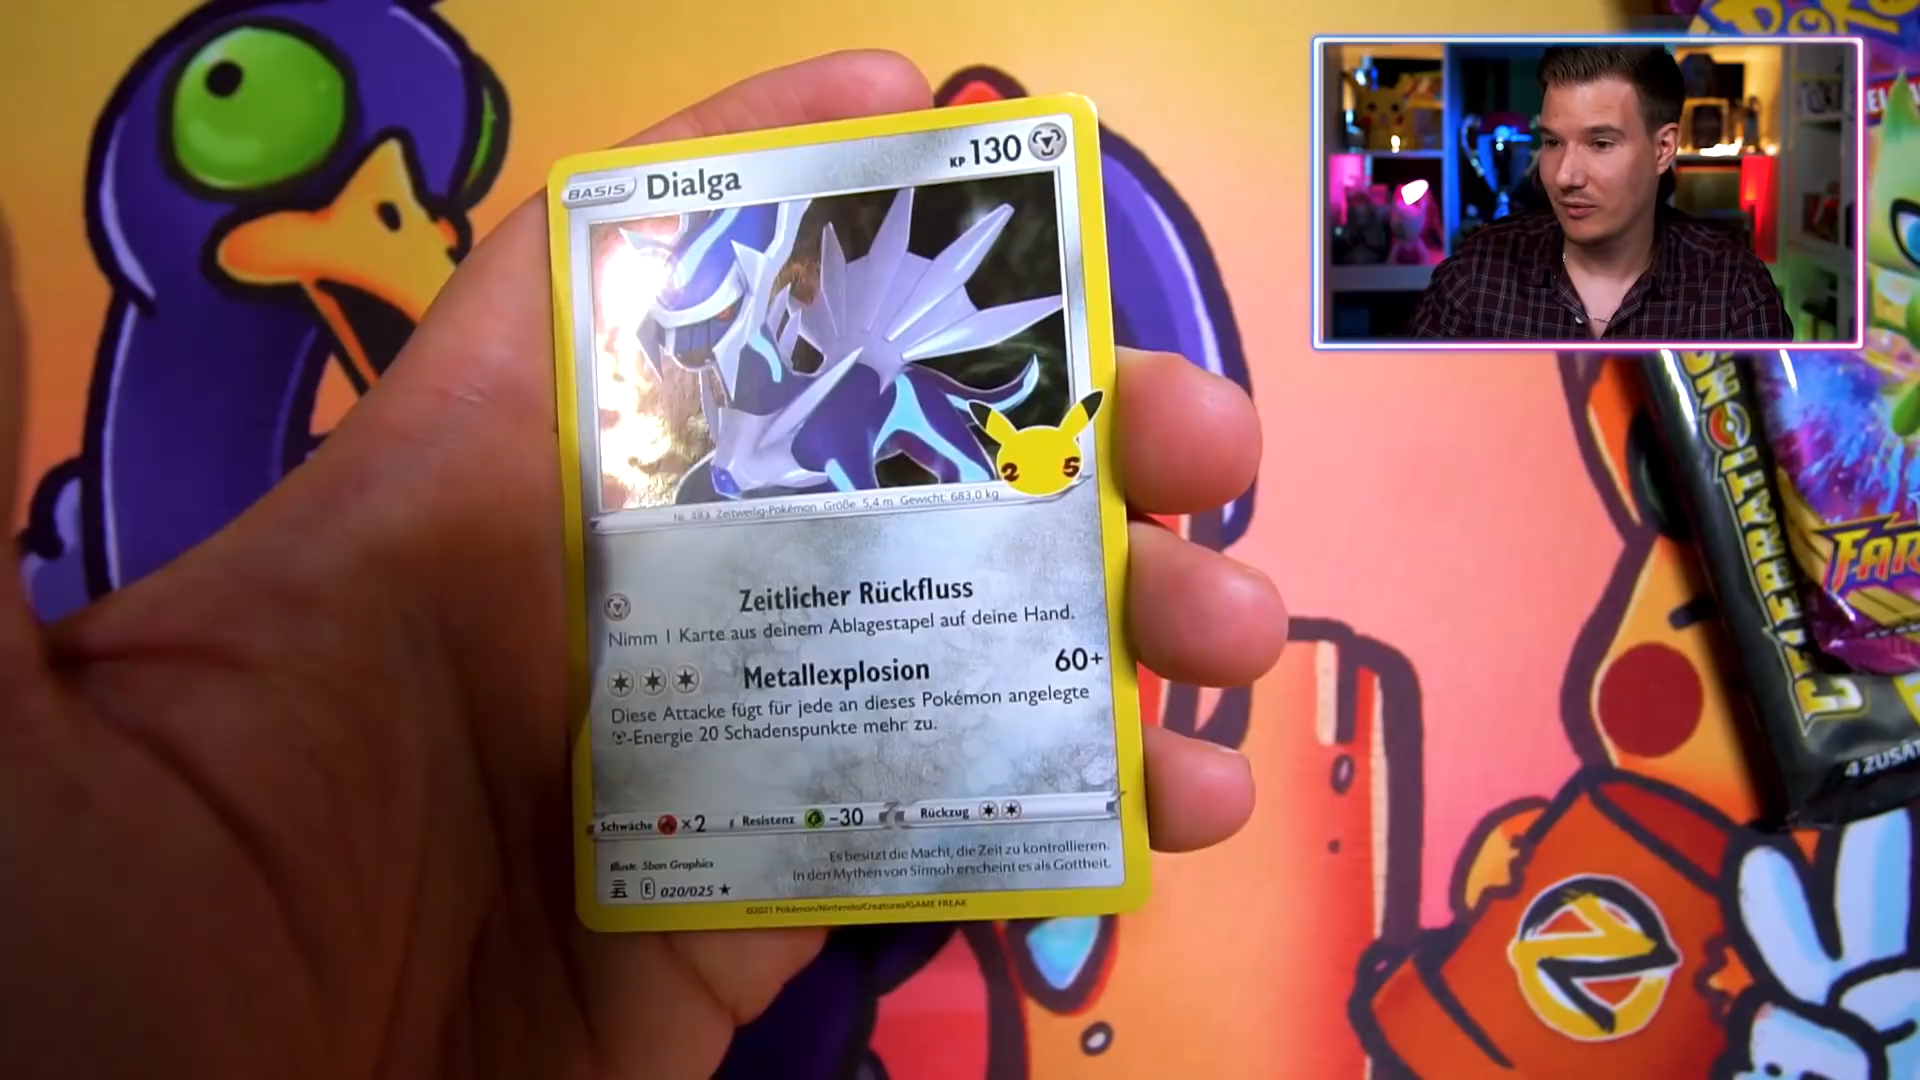 BASIS Dialga KP 130
25
Nr. 483 Zeitweilig-Pokémon Größe: 5,4 m Gewicht: 683,0 kg
Zeitlicher Rückfluss
Nimm 1 Karte aus deinem Ablagestapel auf deine Hand.
Metallexplosion 60+
Diese Attacke fügt für jede an dieses Pokémon angelegte
-Energie 20 Schadenspunkte mehr zu.
Schwäche ×2 Resistenz -30 Rückzug
Illustr. 5ban Graphics
Es besitzt die Macht, die Zeit zu kontrollieren.
In den Mythen von Sinnoh erscheint es als Gottheit.
E 020/025 ★
©2021 Pokémon/Nintendo/Creatures/GAME FREAK
4 ZUSAT
FAR